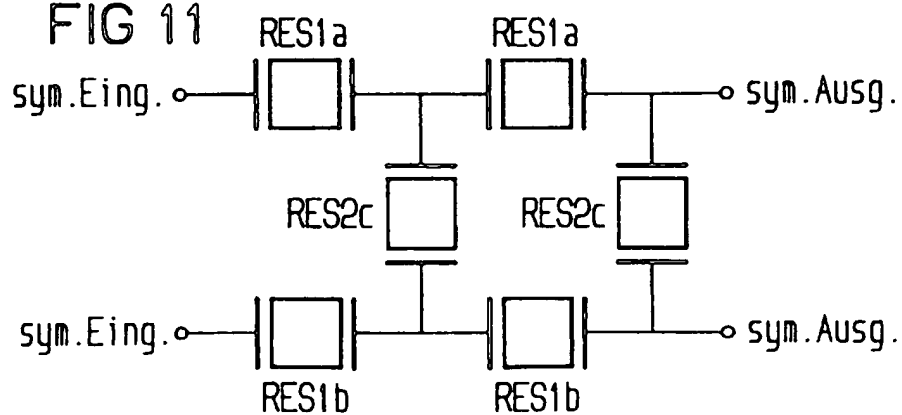 FIG 11
RES1a RES1a
sym.Eing. sym.Ausg.
RES2c RES2c
sym.Eing. sym.Ausg.
RES1b RES1b